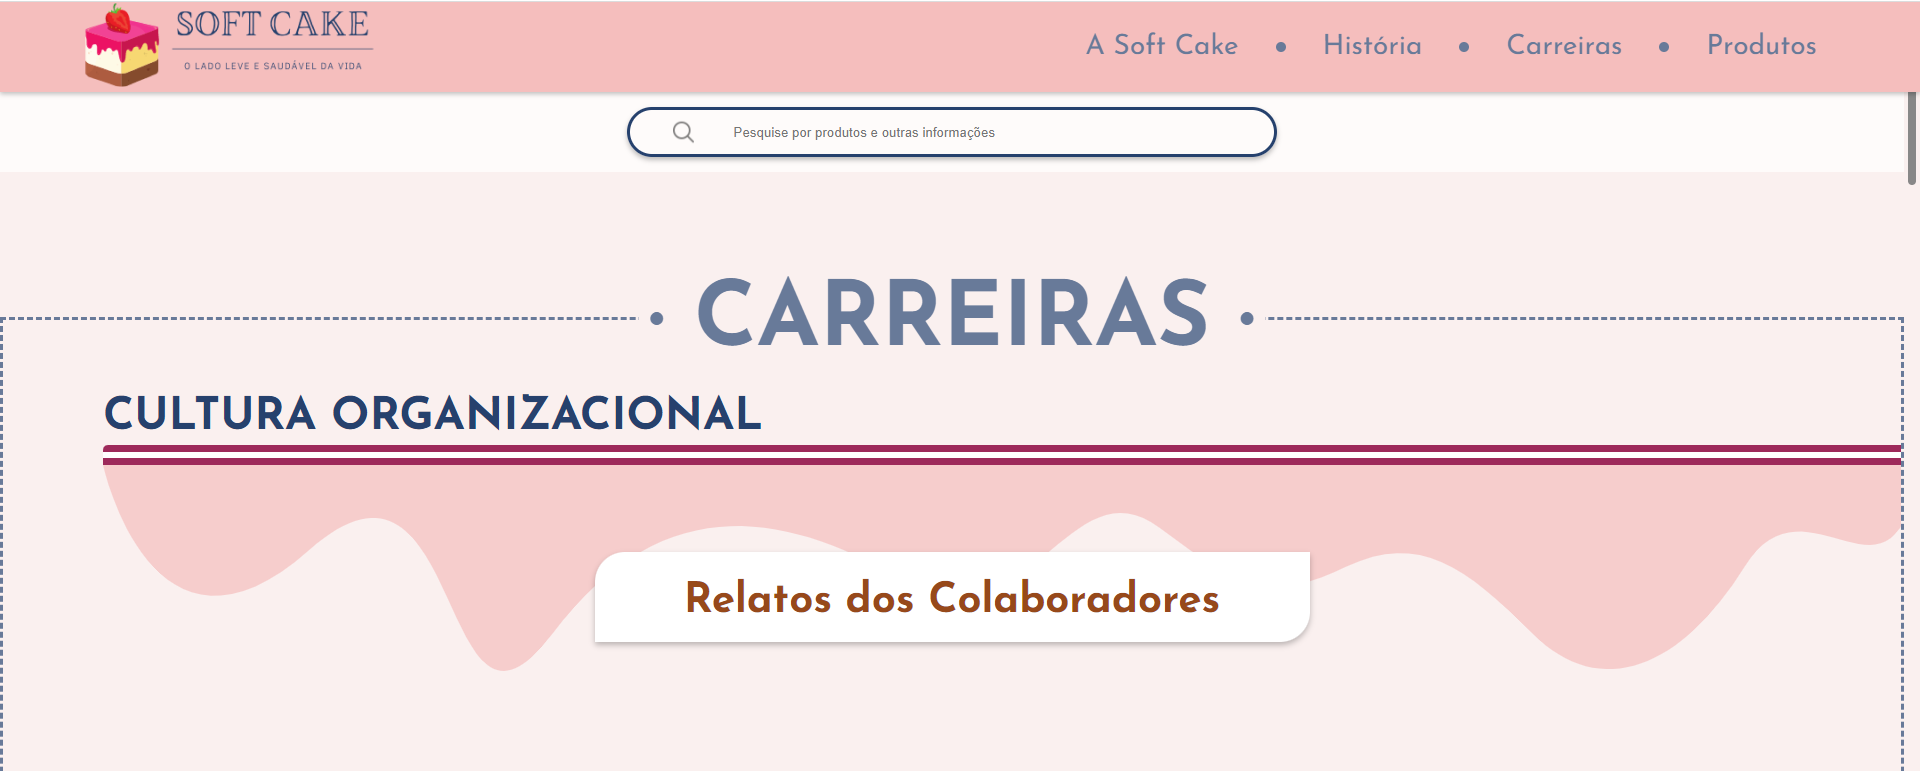 SOFT CAKE
O LADO LEVE E SAUDÁVEL DA VIDA
A Soft Cake • História • Carreiras • Produtos
Pesquise por produtos e outras informações
• CARREIRAS •
CULTURA ORGANIZACIONAL
Relatos dos Colaboradores